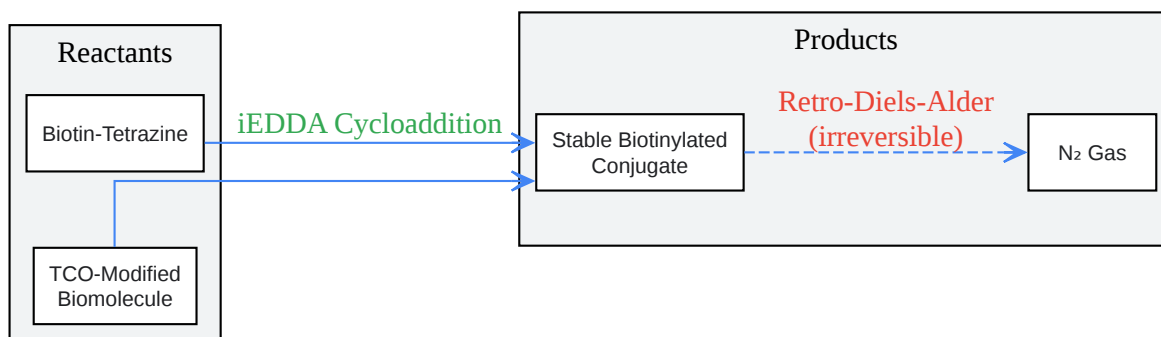 Reactants
Biotin-Tetrazine
TCO-Modified
Biomolecule
iEDDA Cycloaddition
Products
Stable Biotinylated
Conjugate
Retro-Diels-Alder
(irreversible)
N₂ Gas